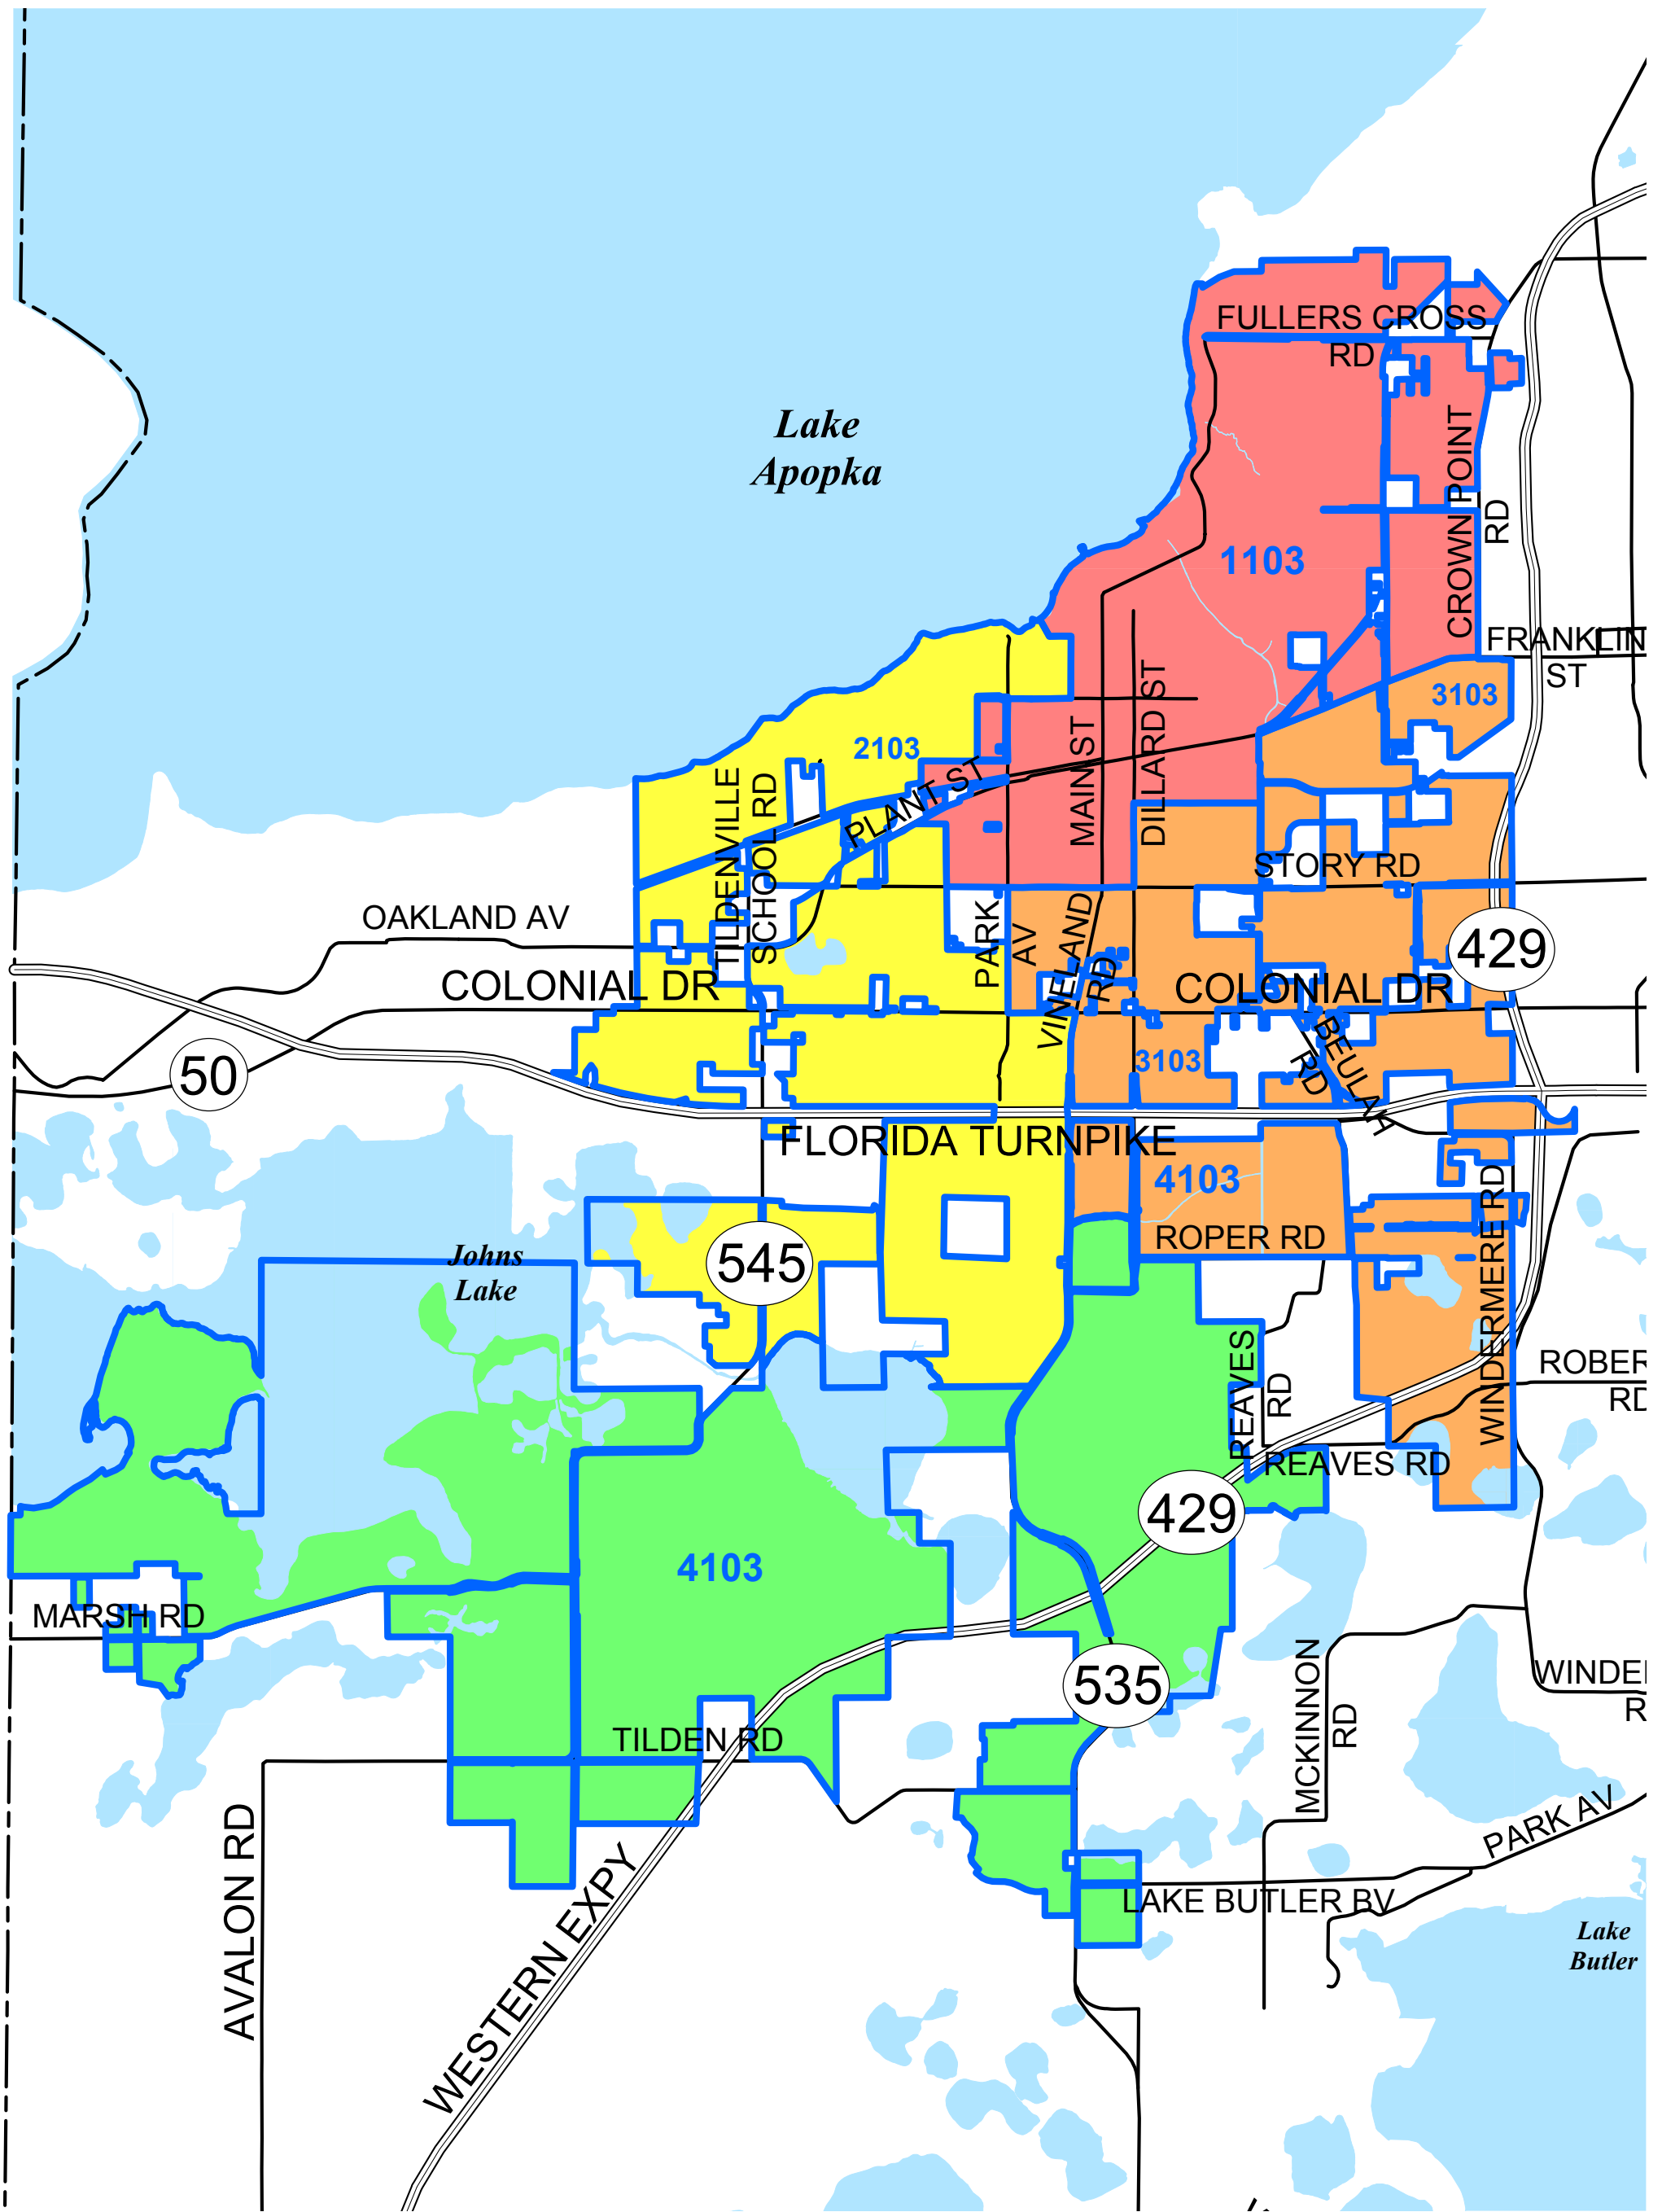 FULLERS CROSS
RD
Lake
Apopka
CROWN POINT
RD
1103
FRANKLIN
ST
3103
MAIN ST
DILLARD ST
2103
TILDENVILLE
SCHOOL RD
PLANT ST
STORY RD
OAKLAND AV
PARK
AV
VINELAND
RD
429
COLONIAL DR
COLONIAL DR
BEULAH
RD
3103
50
FLORIDA TURNPIKE
4103
WINDERMERE RD
ROPER RD
Johns
Lake
545
REAVES
RD
ROBER
RD
REAVES RD
429
4103
MARSH RD
MCKINNON
RD
535
WINDE
R
TILDEN RD
AVALON RD
WESTERN EXPY
PARK AV
LAKE BUTLER BV
Lake
Butler